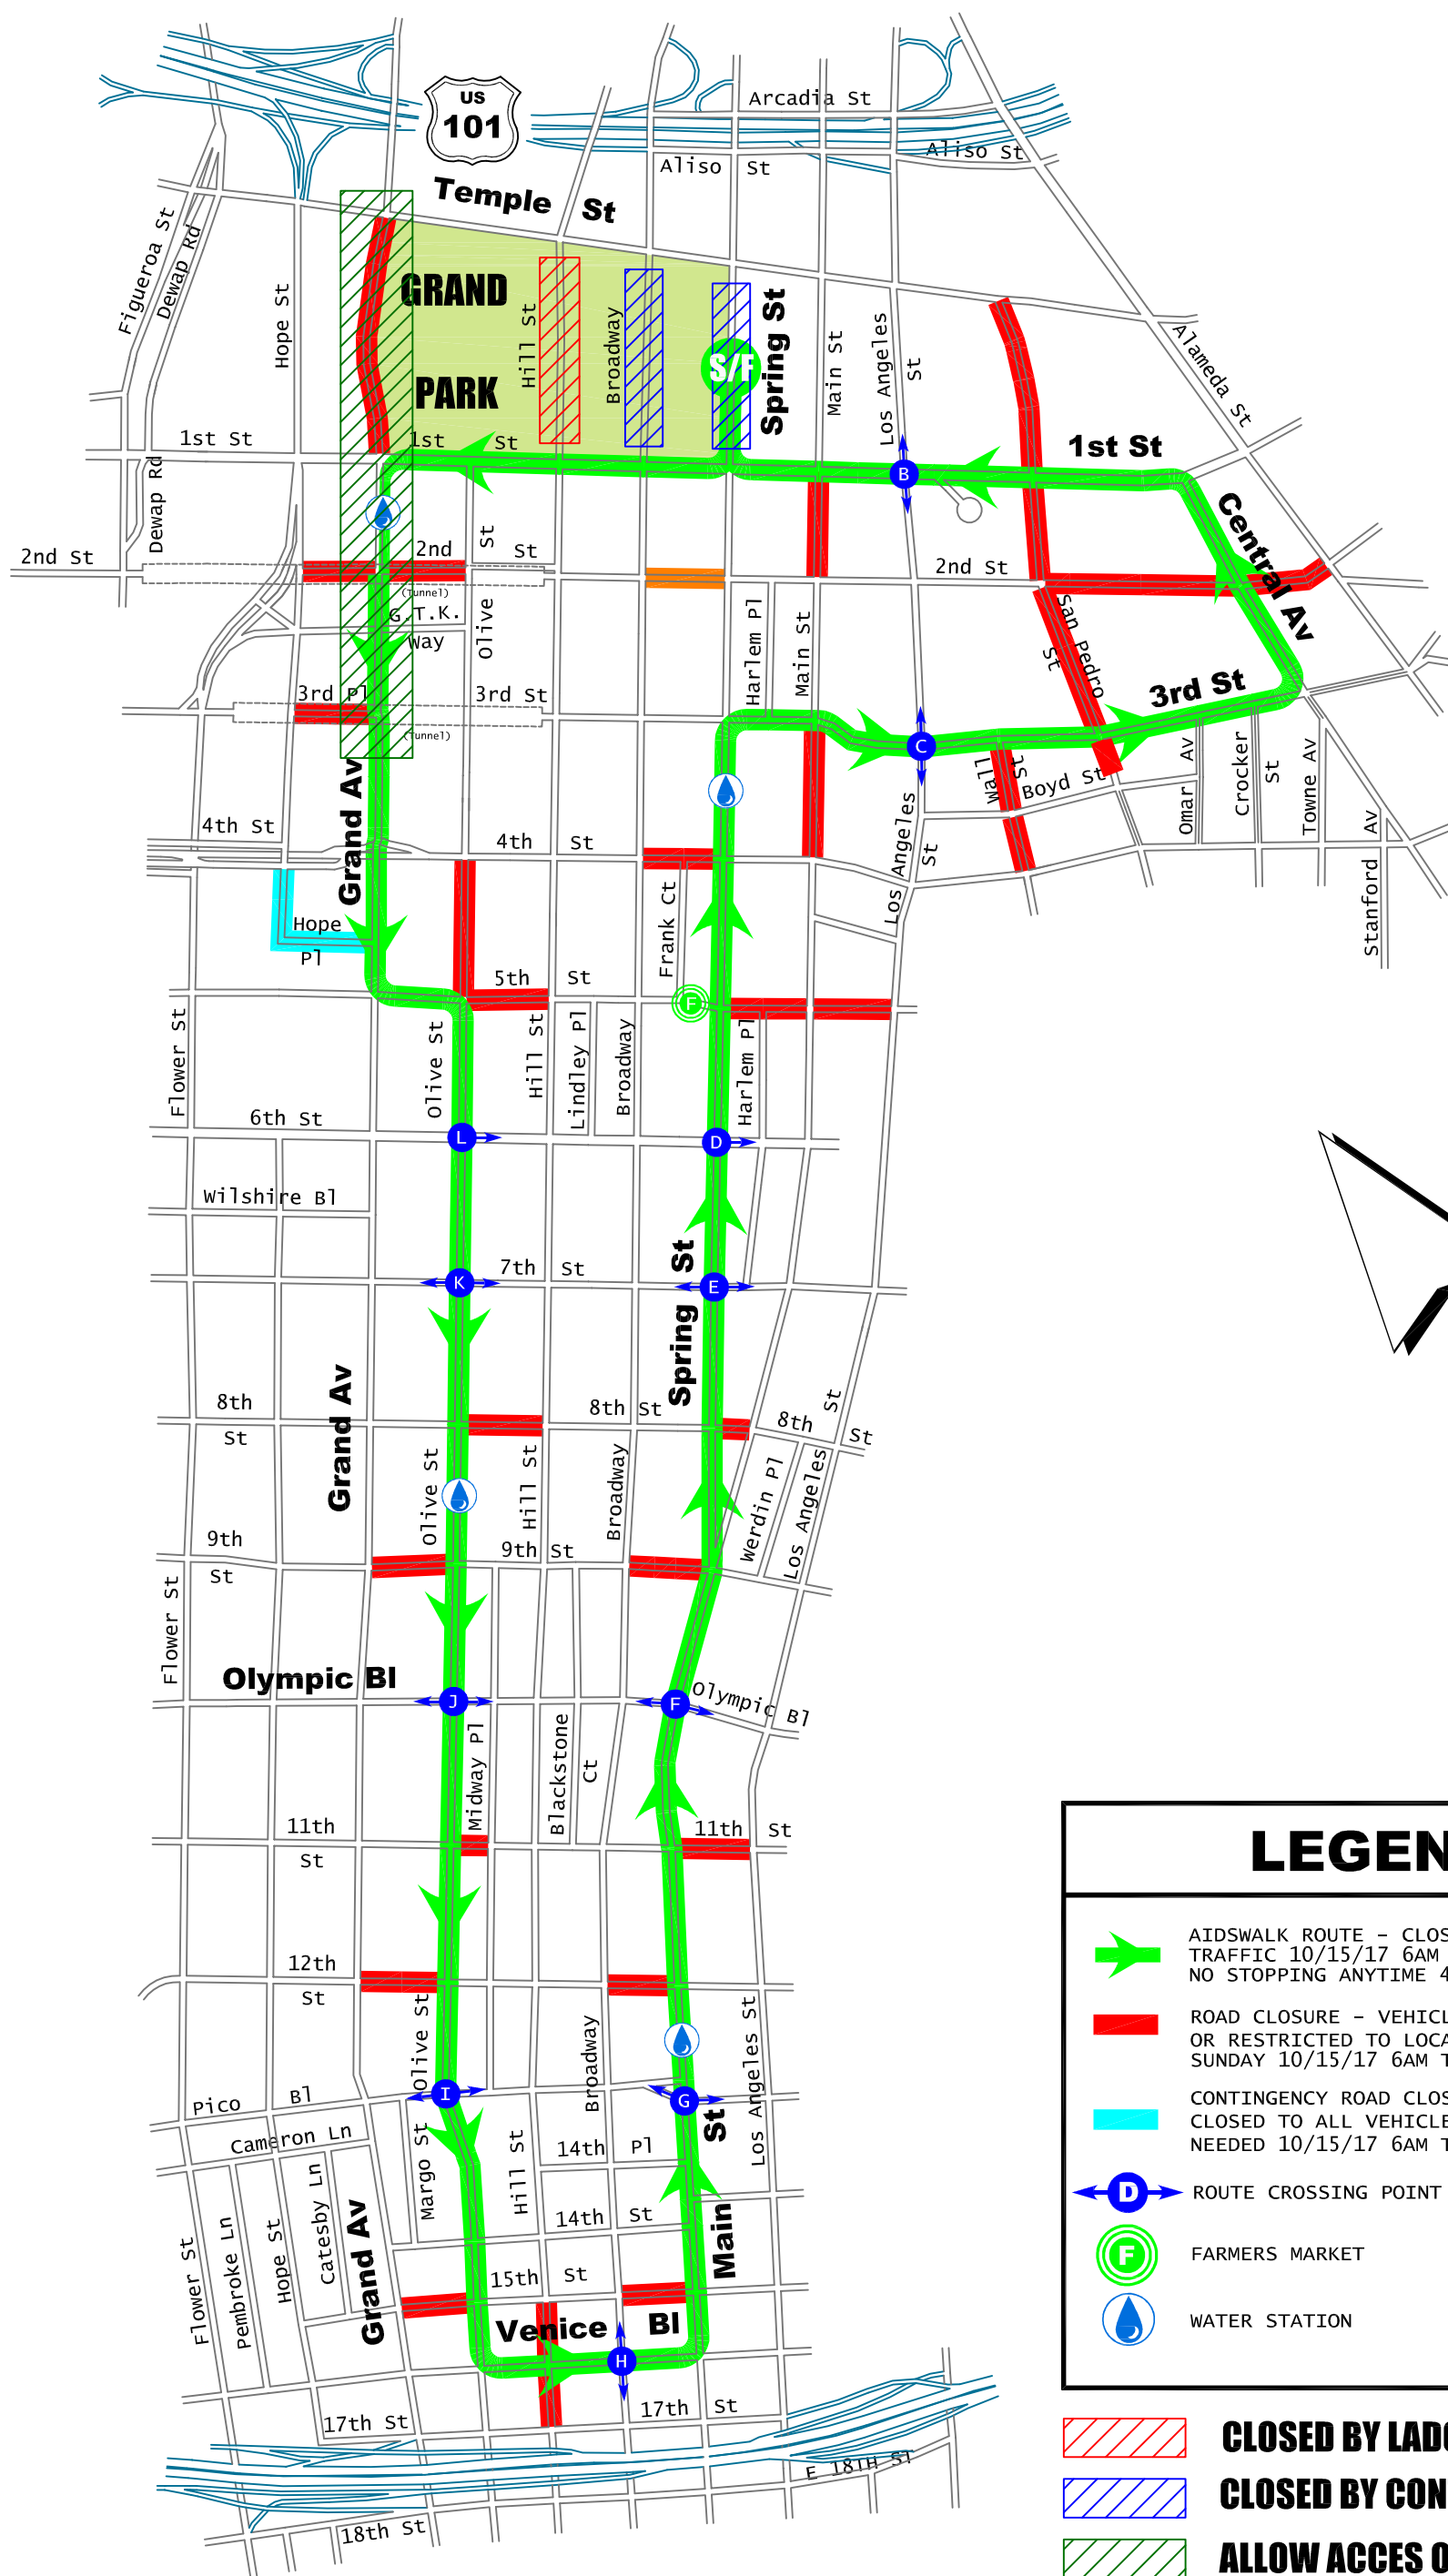 US
101
Arcadia St
Aliso St
Aliso St
Temple St
Figueroa St
Dewap Rd
Hope St
GRAND
PARK
Hill St
Broadway
S/F
Spring St
Main St
Los Angeles
St
Alameda St
1st St
1st St
1st St
B
Dewap Rd
2nd St
2nd St
(Tunnel)
G.T.K.
Way
Olive St
2nd St
Central Av
San Pedro
St
Harlem Pl
Main St
3rd Pl
3rd St
(Tunnel)
3rd St
C
Wall St
Boyd St
Omar Av
Crocker
St
Towne Av
Stanford Av
Grand Av
4th St
4th St
Los Angeles
St
Frank Ct
Hope
Pl
5th St
F
Flower St
Olive St
Hill St
Lindley Pl
Broadway
Harlem Pl
6th St
L
D
Wilshire Bl
7th St
K
E
Spring St
Grand Av
8th
St
8th St
8th St
Olive St
Hill St
Broadway
Werdin Pl
Los Angeles St
9th
St
9th St
Flower St
Olympic Bl
J
F
Olympic Bl
Midway Pl
Blackstone
Ct
11th
St
11th St
12th
St
Olive St
Broadway
Los Angeles St
Pico Bl
I
G
Cameron Ln
Margo St
Hill St
14th Pl
14th St
Main St
Flower St
Pembroke Ln
Hope St
Catesby Ln
Grand Av
15th St
Venice Bl
H
17th St
17th St
E 18TH ST
18th St
LEGEN
AIDSWALK ROUTE - CLOS
TRAFFIC 10/15/17 6AM
NO STOPPING ANYTIME 4
ROAD CLOSURE - VEHICL
OR RESTRICTED TO LOCA
SUNDAY 10/15/17 6AM T
CONTINGENCY ROAD CLOS
CLOSED TO ALL VEHICLE
NEEDED 10/15/17 6AM T
D ROUTE CROSSING POINT
F FARMERS MARKET
WATER STATION
CLOSED BY LADO
CLOSED BY CON
ALLOW ACCES O